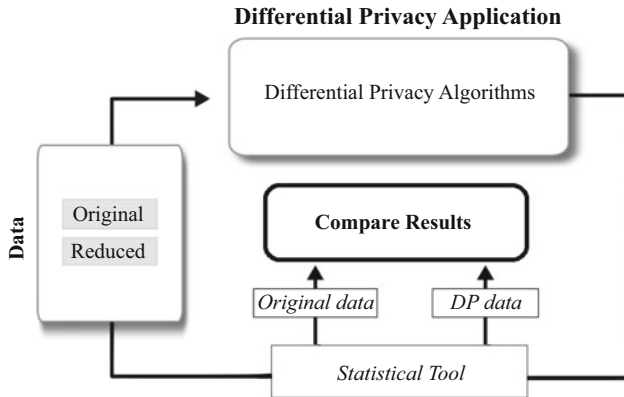 Differential Privacy Application
Differential Privacy Algorithms
Data
Original
Reduced
Compare Results
Original data
DP data
Statistical Tool